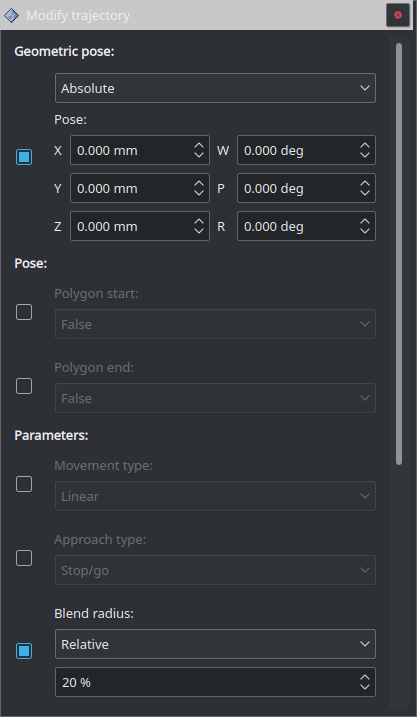 Modify trajectory
Geometric pose:
Absolute
Pose:
X 0.000 mm W 0.000 deg
Y 0.000 mm P 0.000 deg
Z 0.000 mm R 0.000 deg
Pose:
Polygon start:
False
Polygon end:
False
Parameters:
Movement type:
Linear
Approach type:
Stop/go
Blend radius:
Relative
20 %